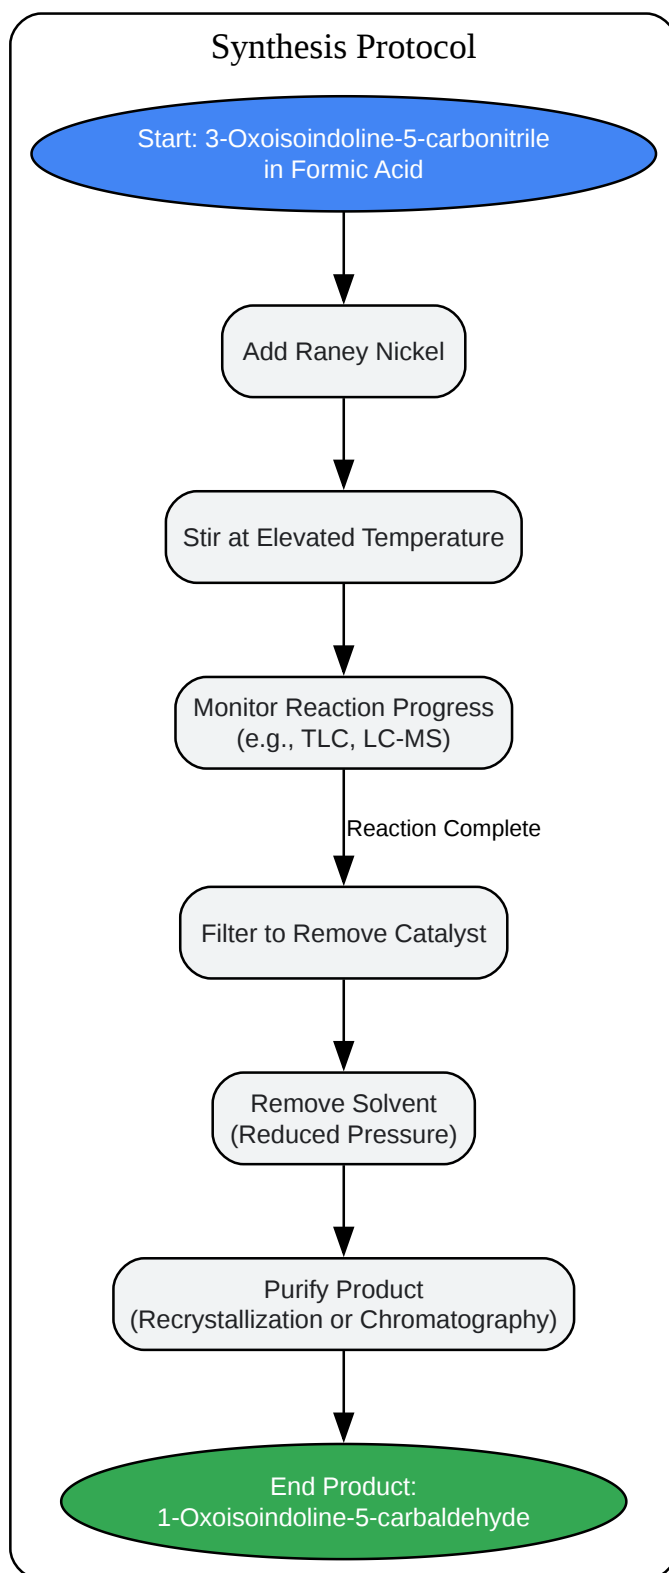 Synthesis Protocol
Start: 3-Oxoisoindoline-5-carbonitrile
in Formic Acid
Add Raney Nickel
Stir at Elevated Temperature
Monitor Reaction Progress
(e.g., TLC, LC-MS)
Reaction Complete
Filter to Remove Catalyst
Remove Solvent
(Reduced Pressure)
Purify Product
(Recrystallization or Chromatography)
End Product:
1-Oxoisoindoline-5-carbaldehyde